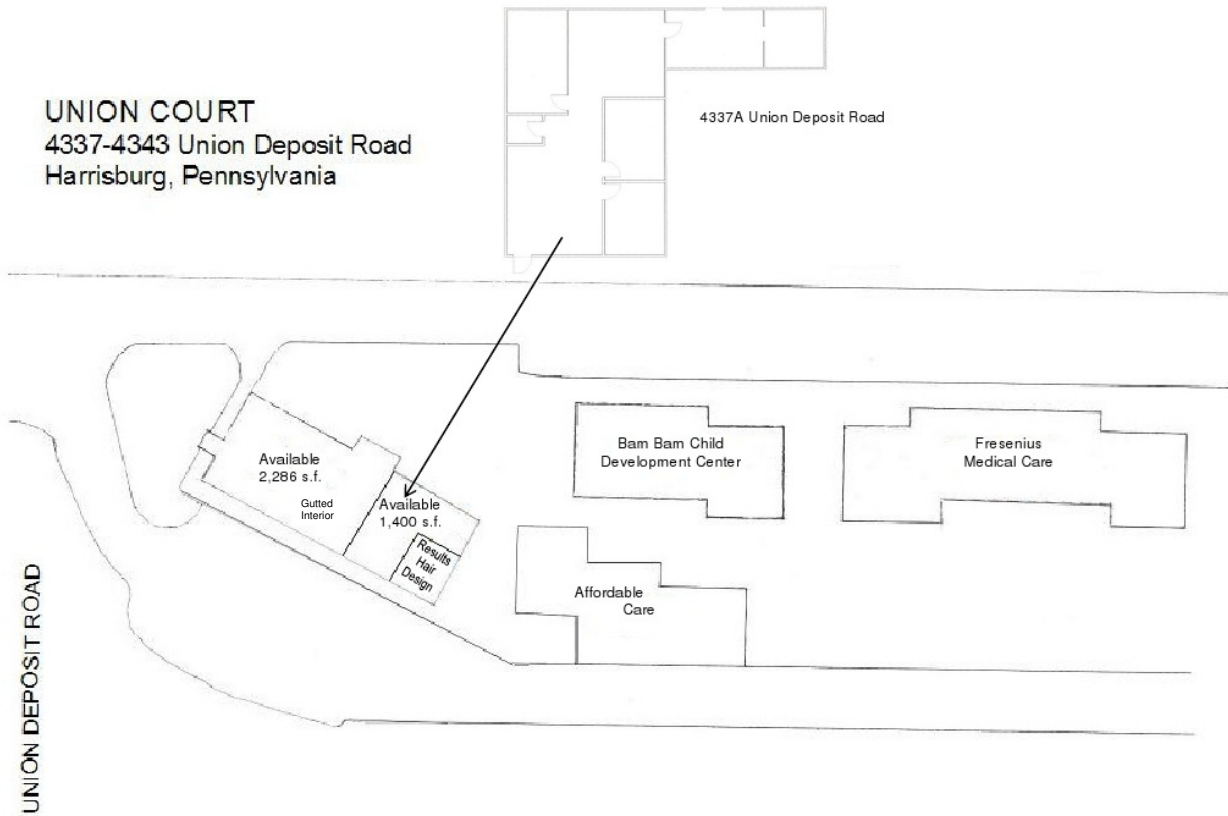 UNION COURT
4337-4343 Union Deposit Road
Harrisburg, Pennsylvania
4337A Union Deposit Road
Available
2,286 s.f.
Gutted
Interior
Available
1,400 s.f.
Results
Hair
Design
Bam Bam Child
Development Center
Fresenius
Medical Care
Affordable
Care
UNION DEPOSIT ROAD